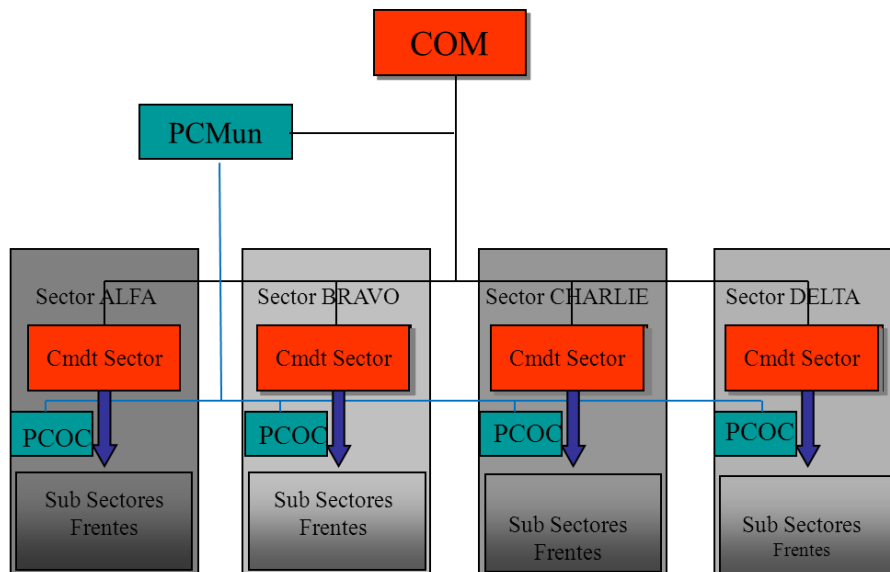 COM
PCMun
Sector ALFA
Sector BRAVO
Sector CHARLIE
Sector DELTA
Cmdt Sector
Cmdt Sector
Cmdt Sector
Cmdt Sector
PCOC
PCOC
PCOC
PCOC
Sub Sectores
Frentes
Sub Sectores
Frentes
Sub Sectores
Frentes
Sub Sectores
Frentes